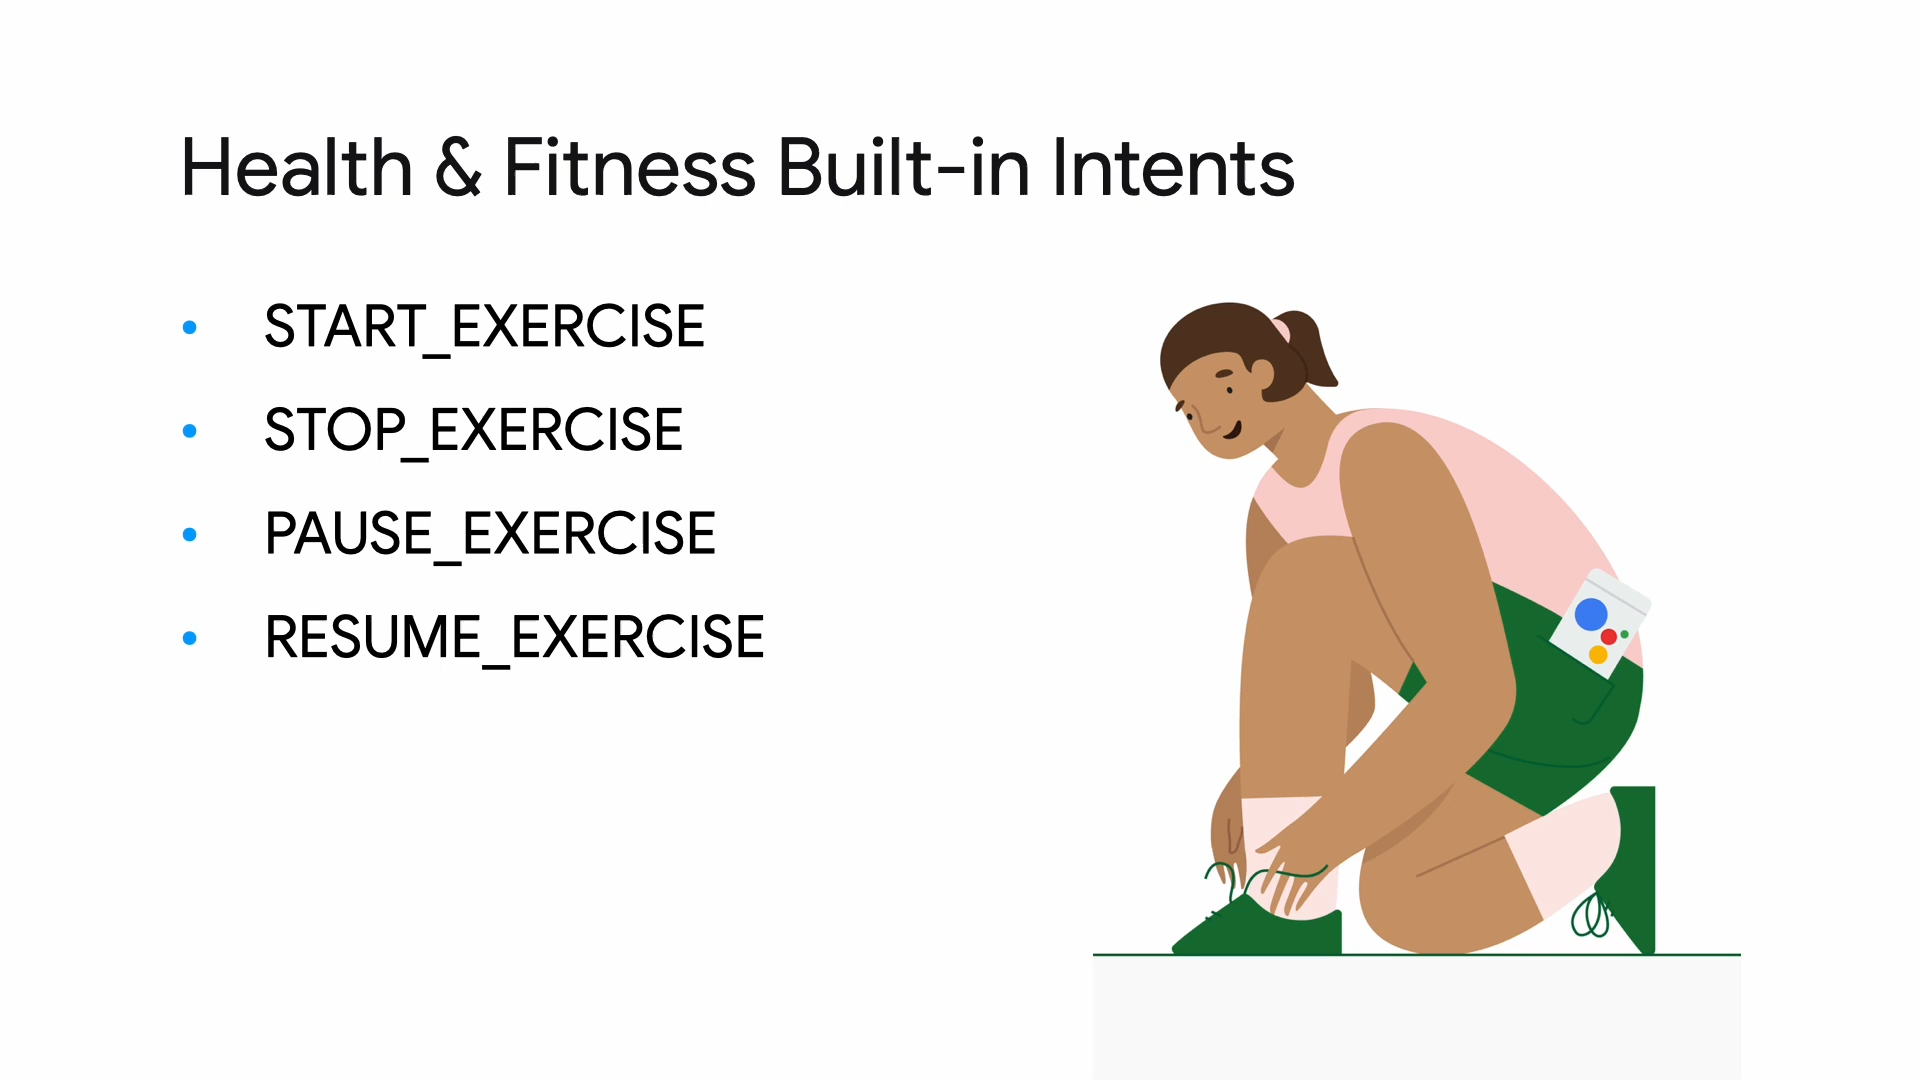 Health & Fitness Built-in Intents
• START_EXERCISE
• STOP_EXERCISE
• PAUSE_EXERCISE
• RESUME_EXERCISE